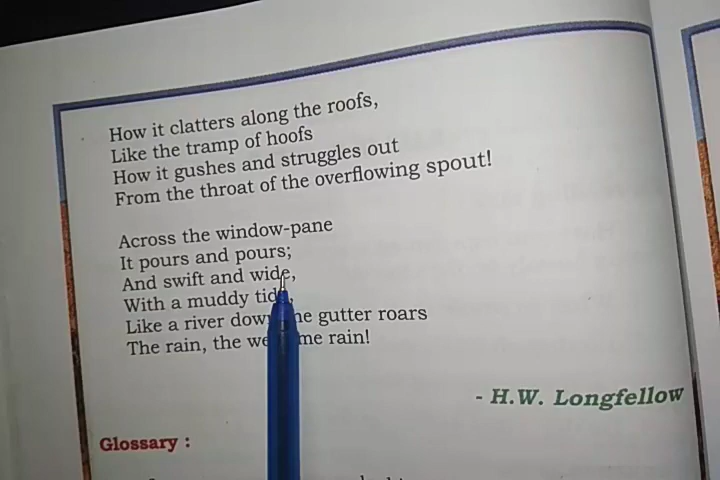 How it clatters along the roofs,
Like the tramp of hoofs
How it gushes and struggles out
From the throat of the overflowing spout!
Across the window-pane
It pours and pours;
And swift and wide,
With a muddy tide,
Like a river down the gutter roars
The rain, the welcome rain!
- H.W. Longfellow
Glossary :